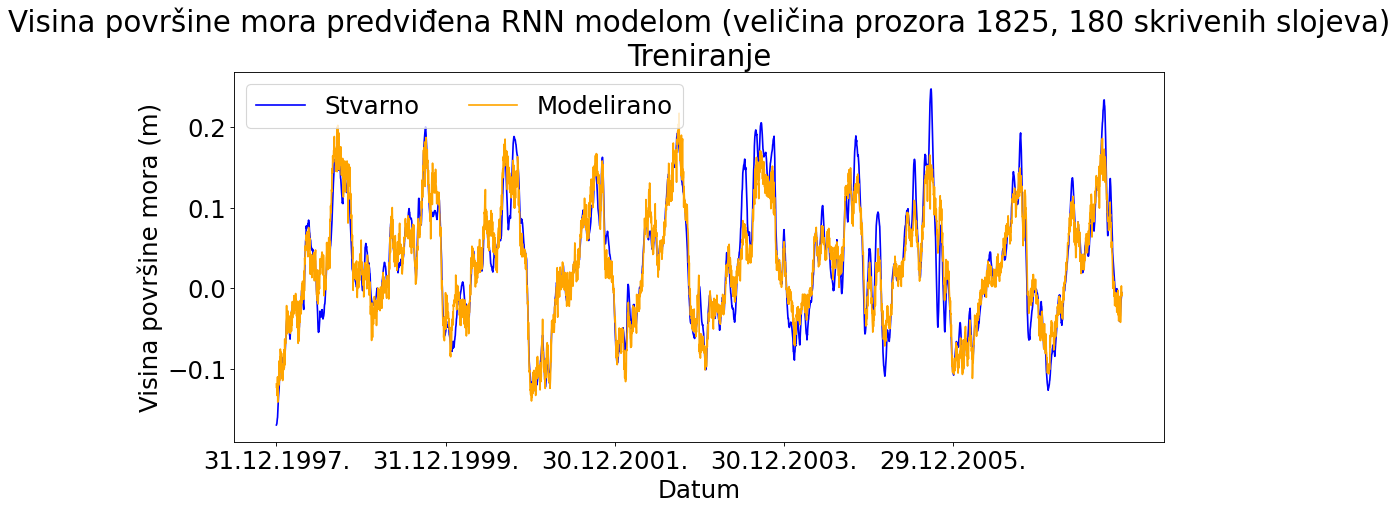 Visina površine mora predviđena RNN modelom (veličina prozora 1825, 180 skrivenih slojeva)
Treniranje
Stvarno Modelirano
Visina površine mora (m)
0.2
0.1
0.0
−0.1
31.12.1997. 31.12.1999. 30.12.2001. 30.12.2003. 29.12.2005.
Datum